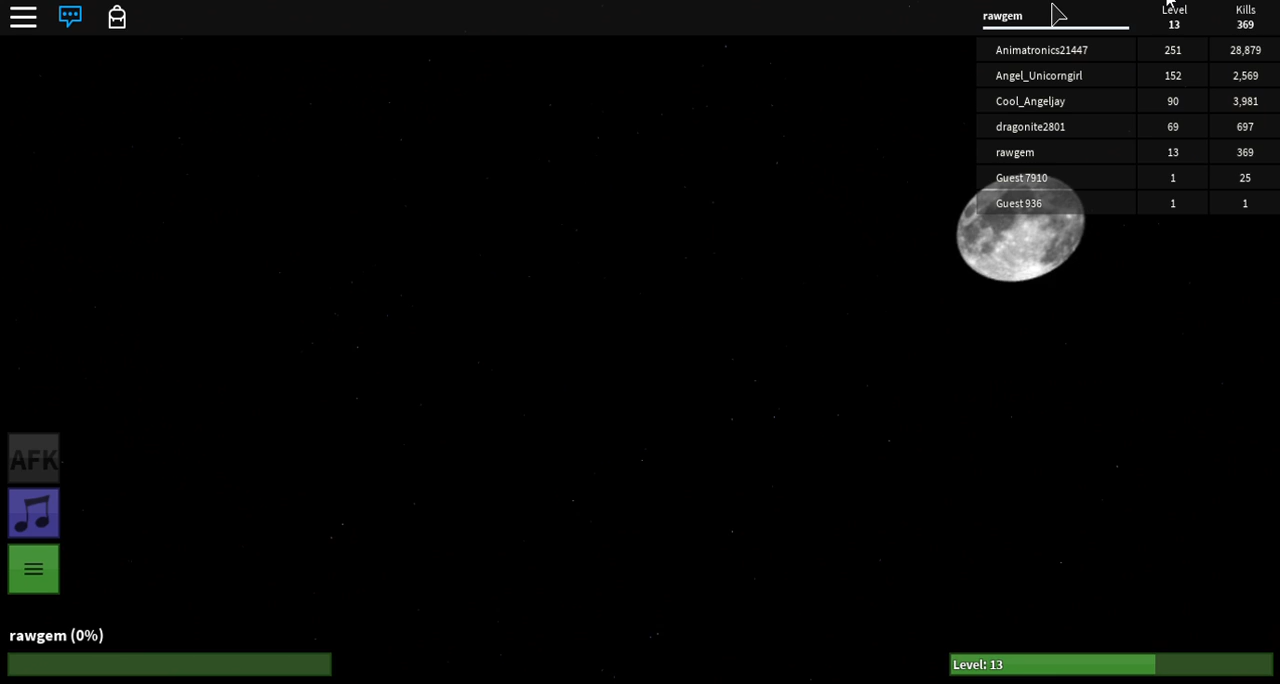 rawgem Level Kills
13 369
Animatronics21447 251 28,879
Angel_Unicorngirl 152 2,569
Cool_Angeljay 90 3,981
dragonite2801 69 697
rawgem 13 369
Guest 7910 1 25
Guest 936 1 1
AFK
rawgem (0%)
Level: 13